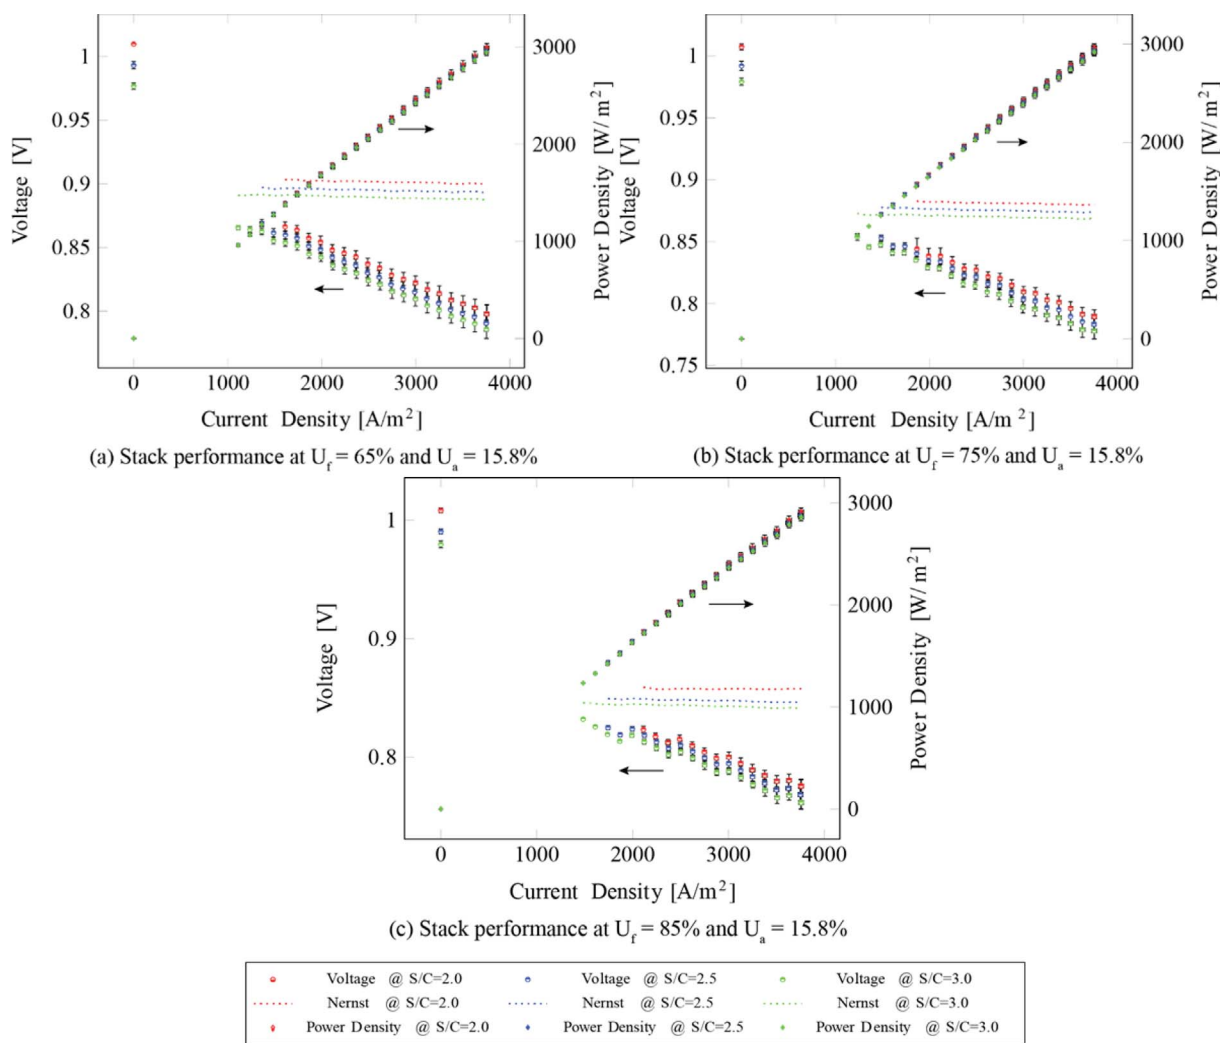 1
0.95
0.9
0.85
0.8
Voltage [V]
3000
2000
1000
0
Power Density [W/m²]
0 1000 2000 3000 4000
Current Density [A/m²]
(a) Stack performance at U_f = 65% and U_a = 15.8%
1
0.95
0.9
0.85
0.8
0.75
Voltage [V]
3000
2000
1000
0
Power Density [W/m²]
0 1000 2000 3000 4000
Current Density [A/m²]
(b) Stack performance at U_f = 75% and U_a = 15.8%
1
0.9
0.8
Voltage [V]
3000
2000
1000
0
Power Density [W/m²]
0 1000 2000 3000 4000
Current Density [A/m²]
(c) Stack performance at U_f = 85% and U_a = 15.8%
Voltage @ S/C=2.0 Voltage @ S/C=2.5 Voltage @ S/C=3.0
Nernst @ S/C=2.0 Nernst @ S/C=2.5 Nernst @ S/C=3.0
Power Density @ S/C=2.0 Power Density @ S/C=2.5 Power Density @ S/C=3.0